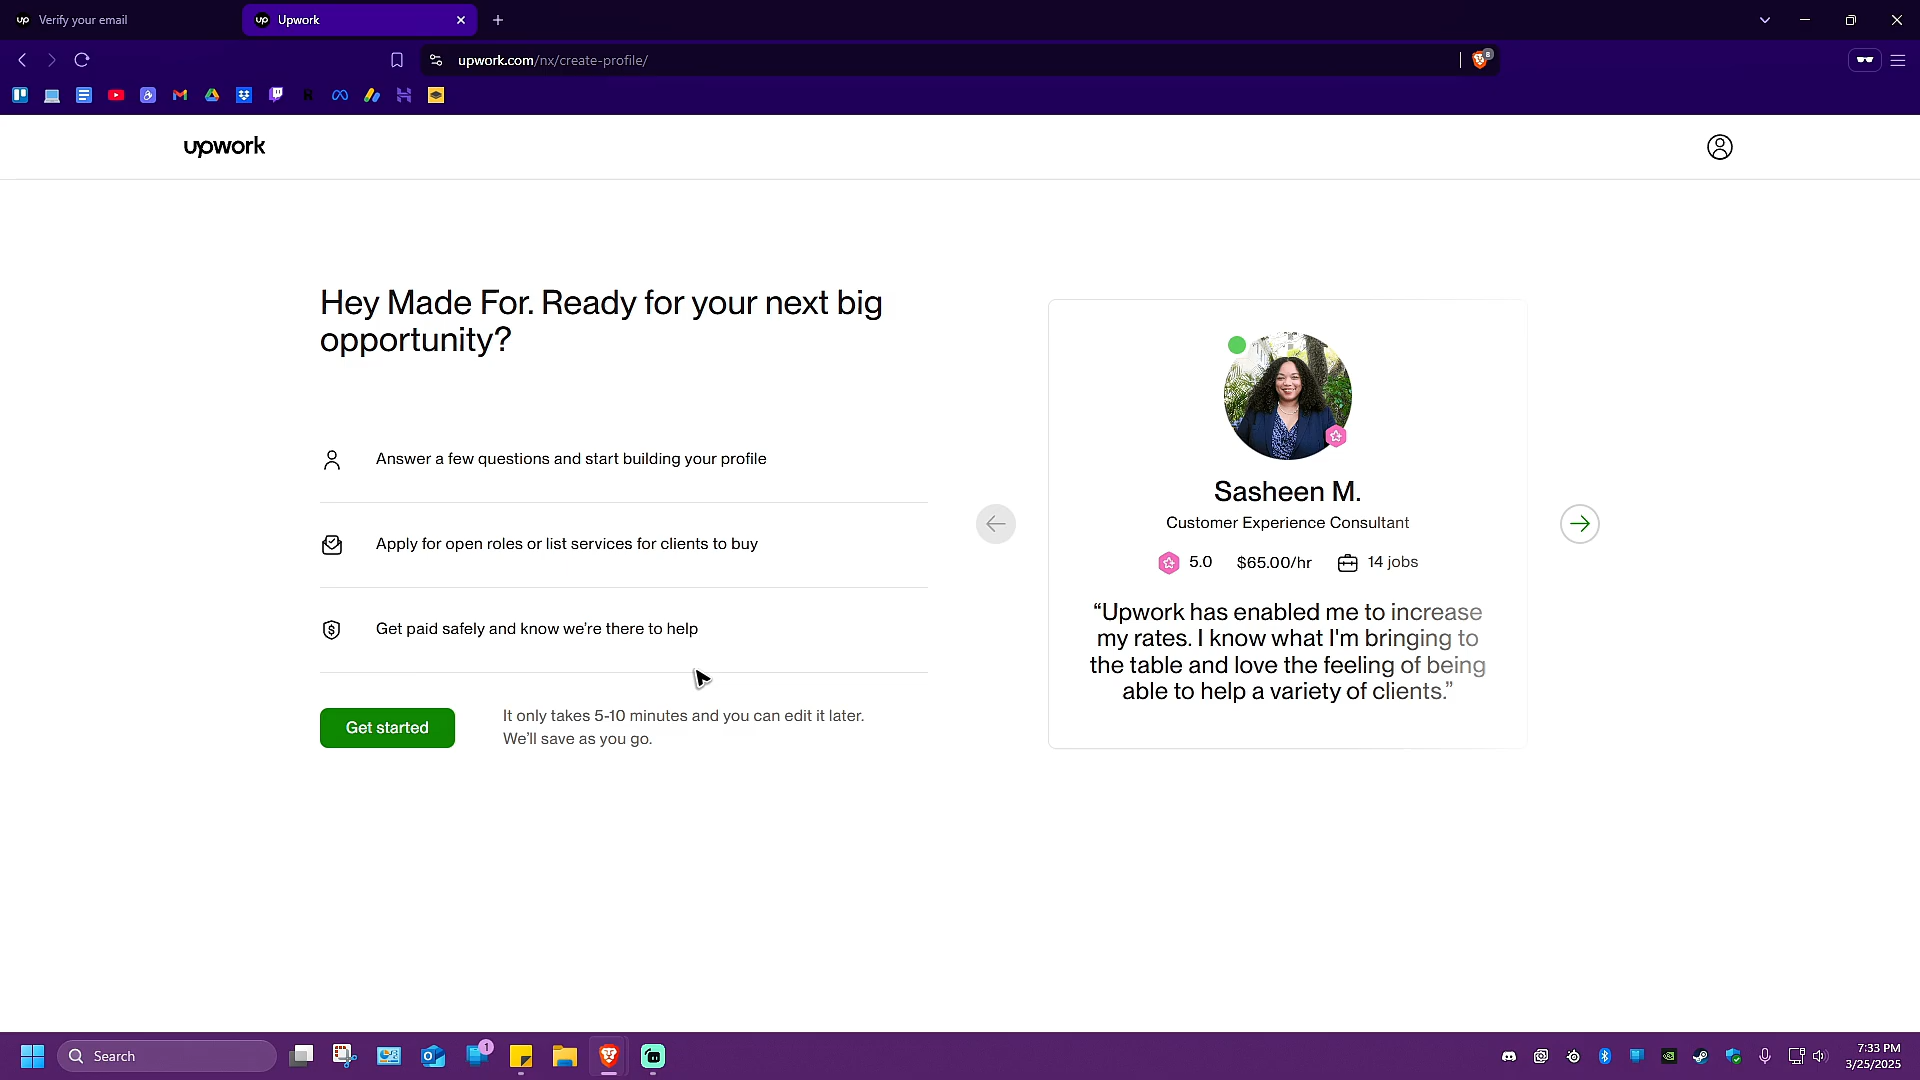 Verify your email
Upwork
upwork.com/nx/create-profile/
8
upwork
Hey Made For. Ready for your next big
opportunity?
Answer a few questions and start building your profile
Apply for open roles or list services for clients to buy
Get paid safely and know we're there to help
Get started
It only takes 5-10 minutes and you can edit it later.
We'll save as you go.
Sasheen M.
Customer Experience Consultant
5.0 $65.00/hr 14 jobs
“Upwork has enabled me to increase
my rates. I know what I'm bringing to
the table and love the feeling of being
able to help a variety of clients.”
Search
1
7:33 PM
3/25/2025